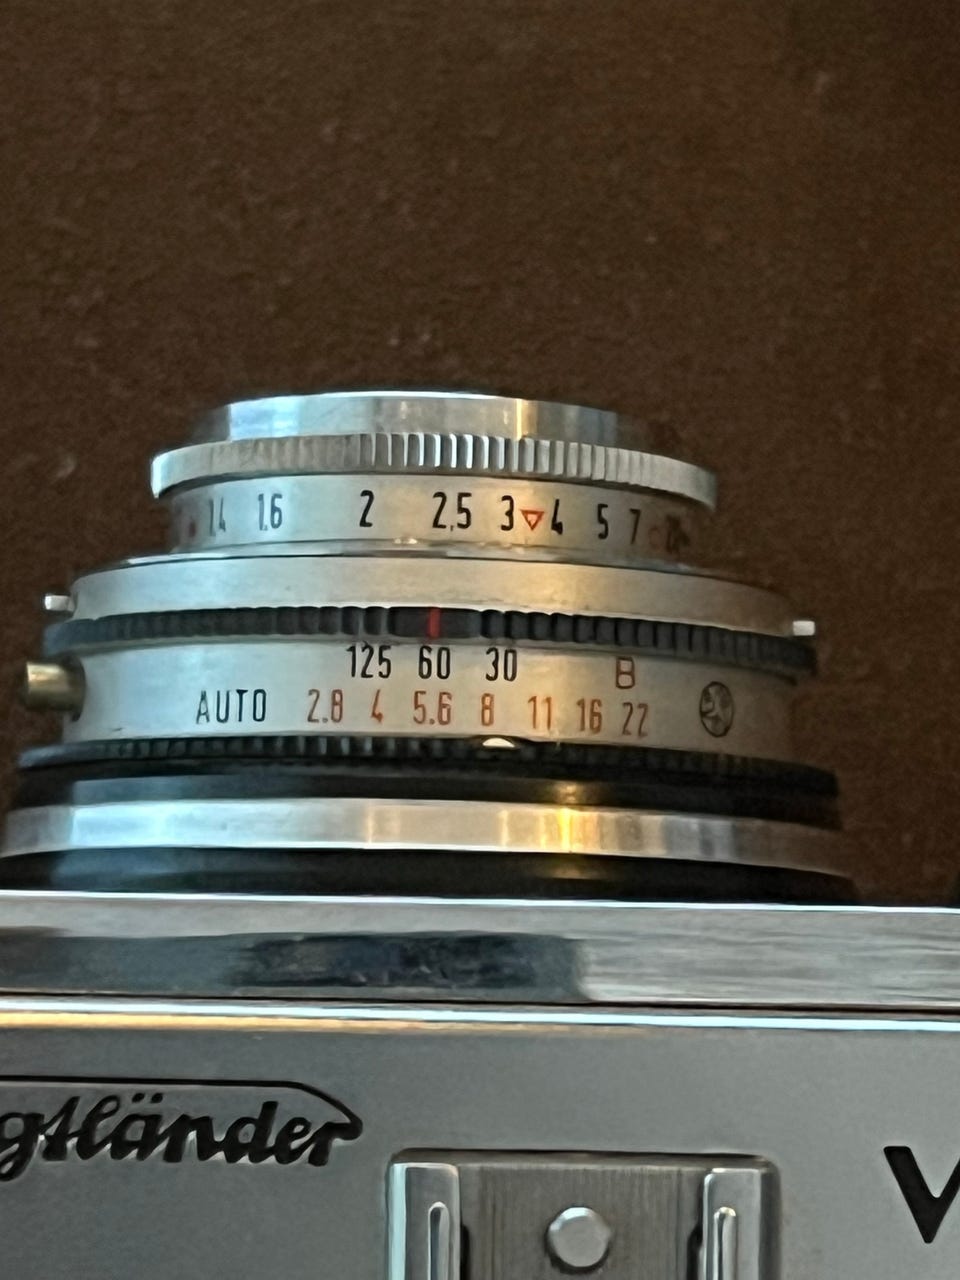 1.4 1.6 2 2,5 3 ▽ 4 5 7
125 60 30 B
AUTO 2.8 4 5.6 8 11 16 22
gtländer
V